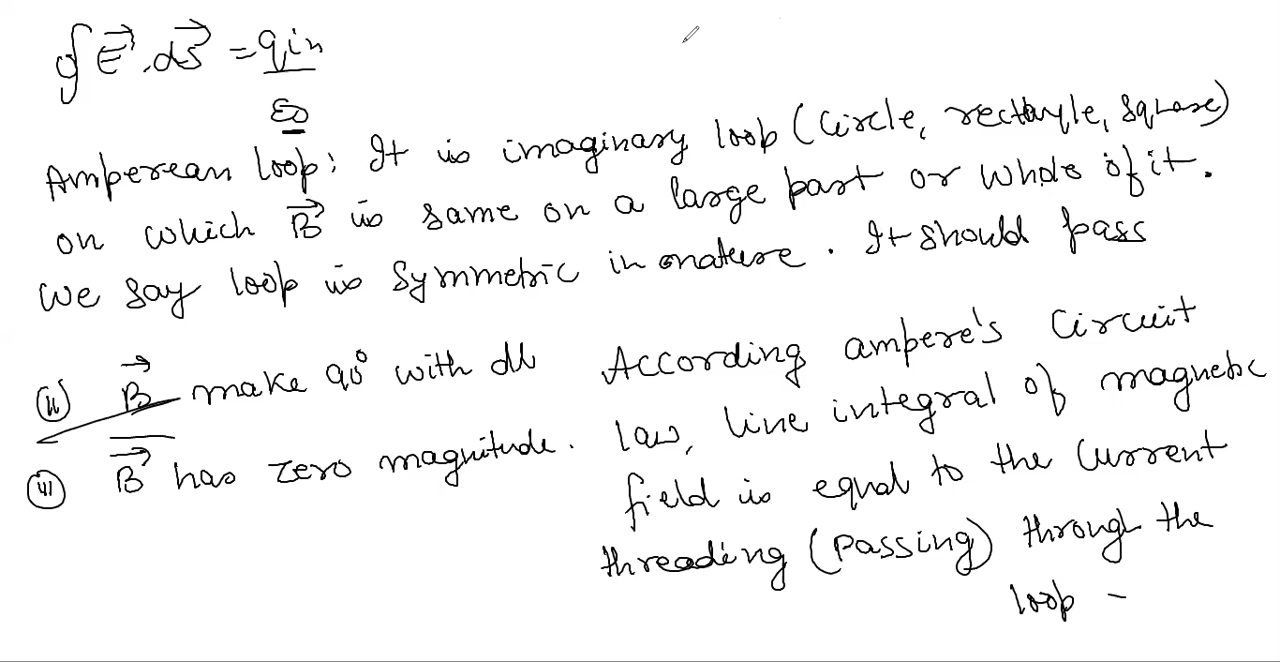 ∮ E⃗ . ds⃗ = qin / ε0
Amperean loop: It is imaginary loop (Circle, rectangle, square)
on which B⃗ is same on a large part or whole of it.
We say loop is symmetric in nature. It should pass
(ii) B⃗ make 90° with dl
(iii) B⃗ has zero magnitude.
According ampere's Circuit
law, line integral of magnetic
field is equal to the current
threading (passing) through the
loop -